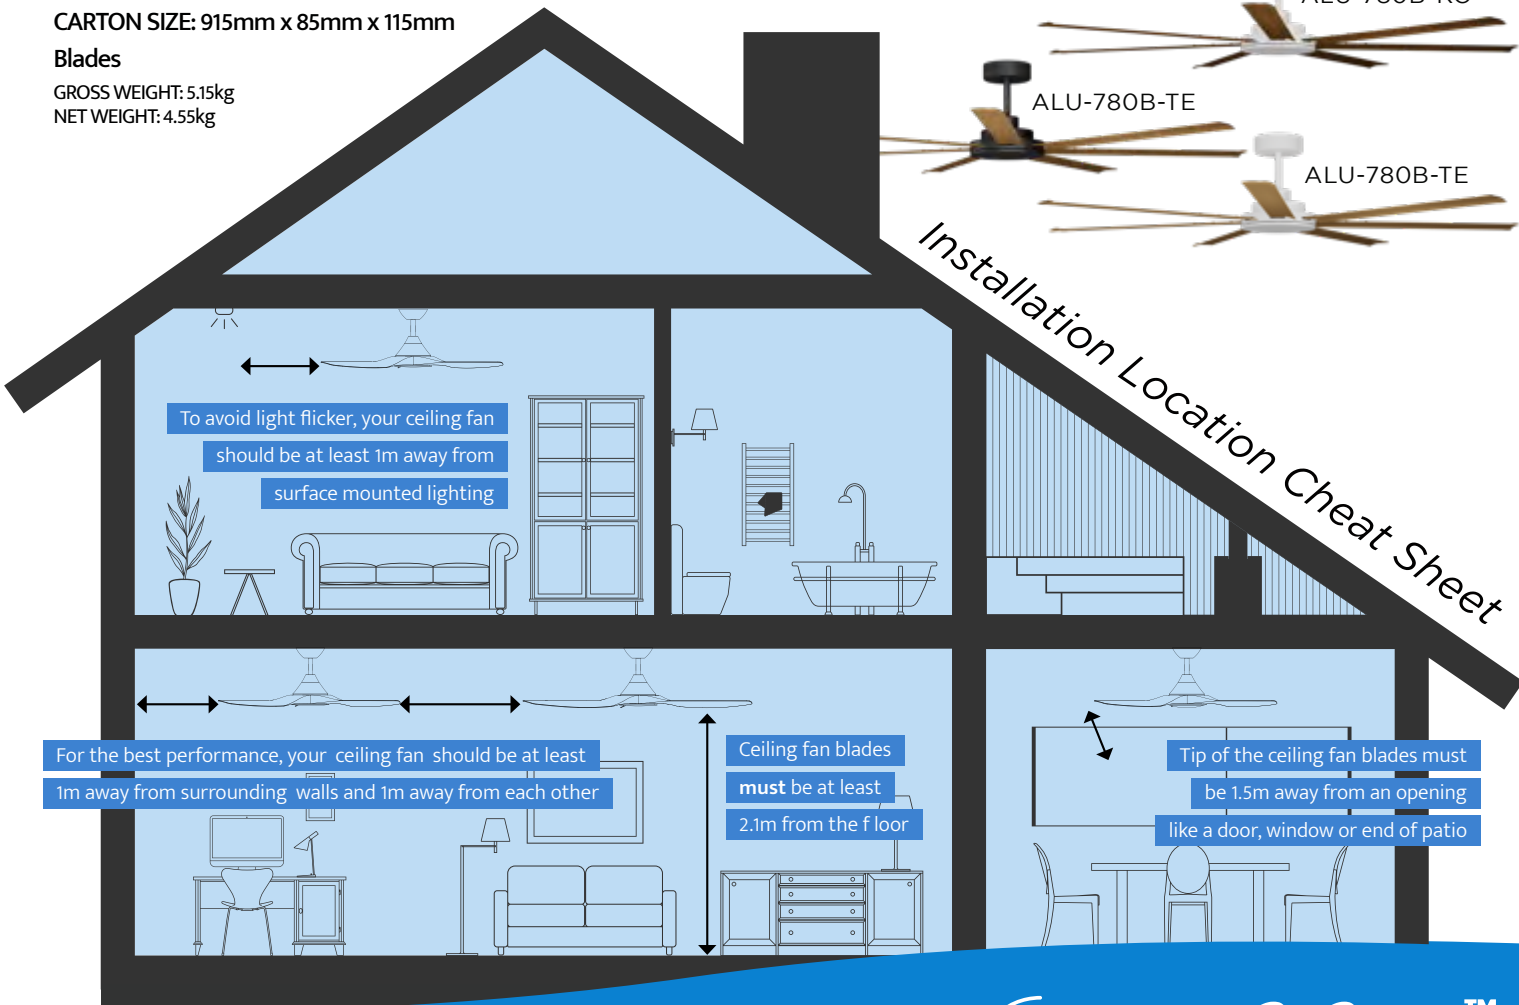 CARTON SIZE: 915mm x 85mm x 115mm
Blades
GROSS WEIGHT: 5.15kg
NET WEIGHT: 4.55kg
ALU-780B-TE
ALU-780B-TE
Installation Location Cheat Sheet
To avoid light flicker, your ceiling fan
should be at least 1m away from
surface mounted lighting
For the best performance, your ceiling fan should be at least
1m away from surrounding walls and 1m away from each other
Ceiling fan blades
must be at least
2.1m from the f loor
Tip of the ceiling fan blades must
be 1.5m away from an opening
like a door, window or end of patio
TM